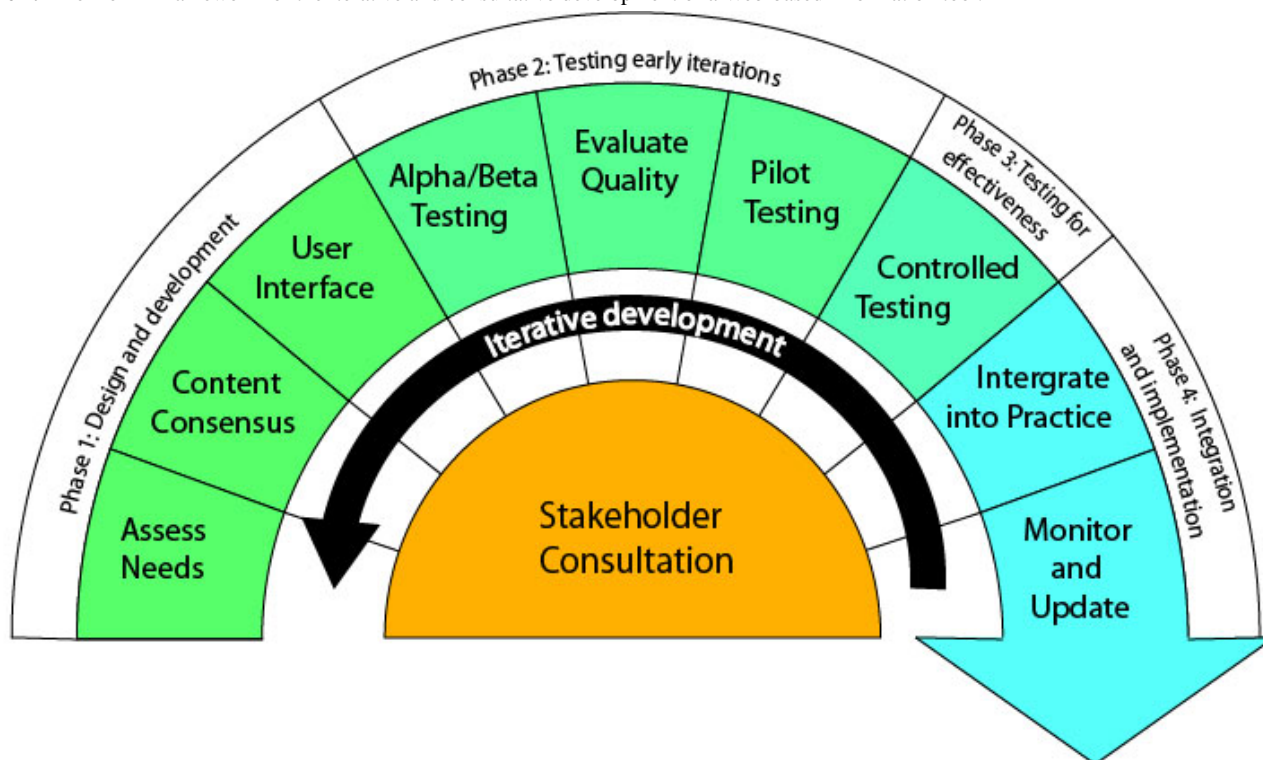 Phase 1: Design and development
Phase 2: Testing early iterations
Phase 3: Testing for
effectiveness
Phase 4: Integration
and implementation
Assess
Needs
Content
Consensus
User
Interface
Alpha/Beta
Testing
Evaluate
Quality
Pilot
Testing
Controlled
Testing
Intergrate
into Practice
Monitor
and
Update
Iterative development
Stakeholder
Consultation